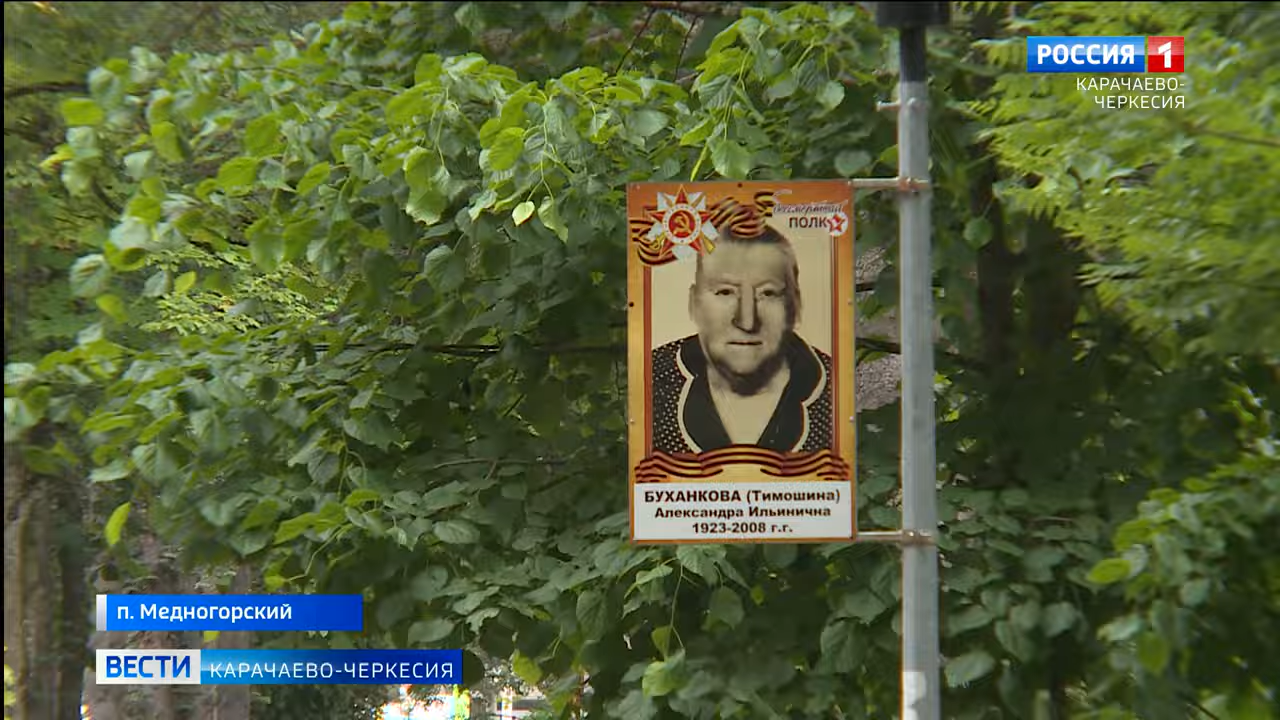 РОССИЯ 1
КАРАЧАЕВО-
ЧЕРКЕСИЯ
Бессмертный
ПОЛК
БУХАНКОВА (Тимошина)
Александра Ильинична
1923-2008 г.г.
п. Медногорский
ВЕСТИ КАРАЧАЕВО-ЧЕРКЕСИЯ